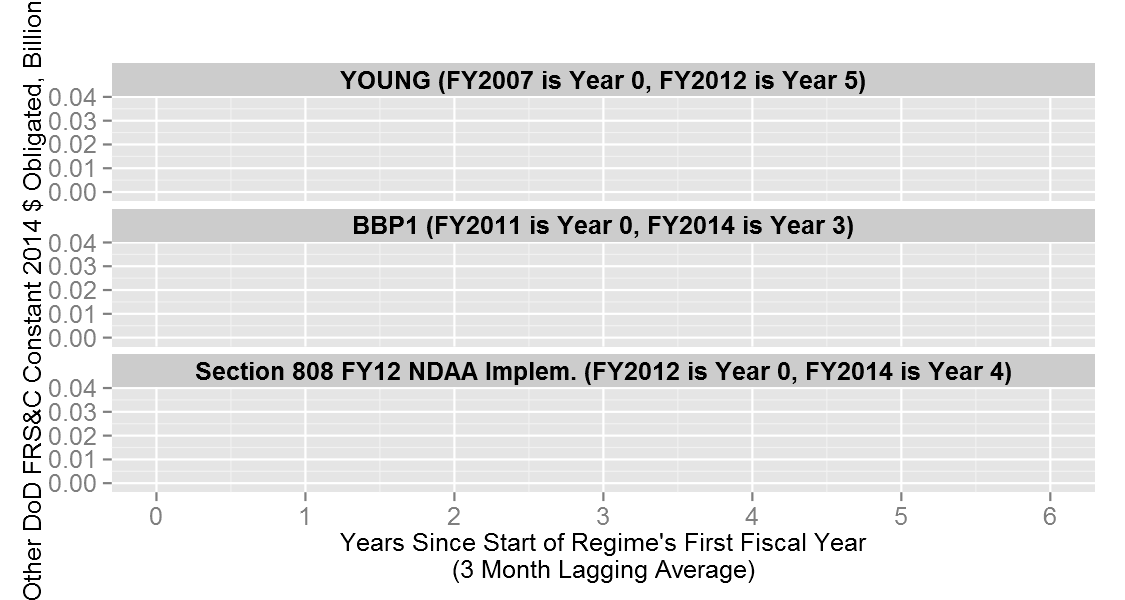 Other DoD FRS&C Constant 2014 $ Obligated, Billion
YOUNG (FY2007 is Year 0, FY2012 is Year 5)
0.04
0.03
0.02
0.01
0.00
BBP1 (FY2011 is Year 0, FY2014 is Year 3)
0.04
0.03
0.02
0.01
0.00
Section 808 FY12 NDAA Implem. (FY2012 is Year 0, FY2014 is Year 4)
0.04
0.03
0.02
0.01
0.00
0 1 2 3 4 5 6
Years Since Start of Regime's First Fiscal Year
(3 Month Lagging Average)